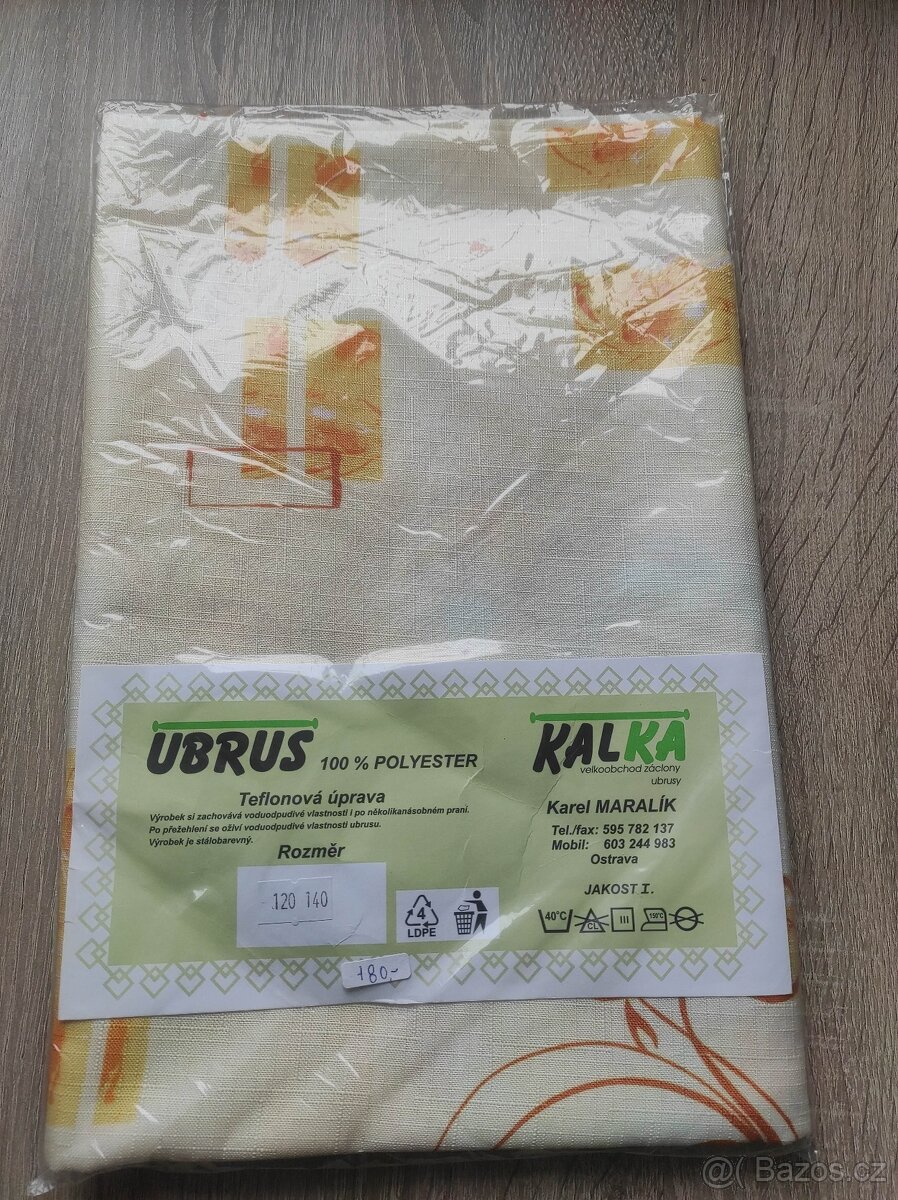 UBRUS 100 % POLYESTER
Teflonová úprava
Výrobek si zachovává voduodpudivé vlastnosti i po několikanásobném praní.
Po přežehlení se oživí voduodpudivé vlastnosti ubrusu.
Výrobek je stálobarevný.
Rozměr
120 140
4
LDPE
KALKA
velkoobchod záclony
ubrusy
Karel MARALÍK
Tel./fax: 595 782 137
Mobil: 603 244 983
Ostrava
JAKOST I.
40°C CL III 150°C
180,-
@( Bazos.cz